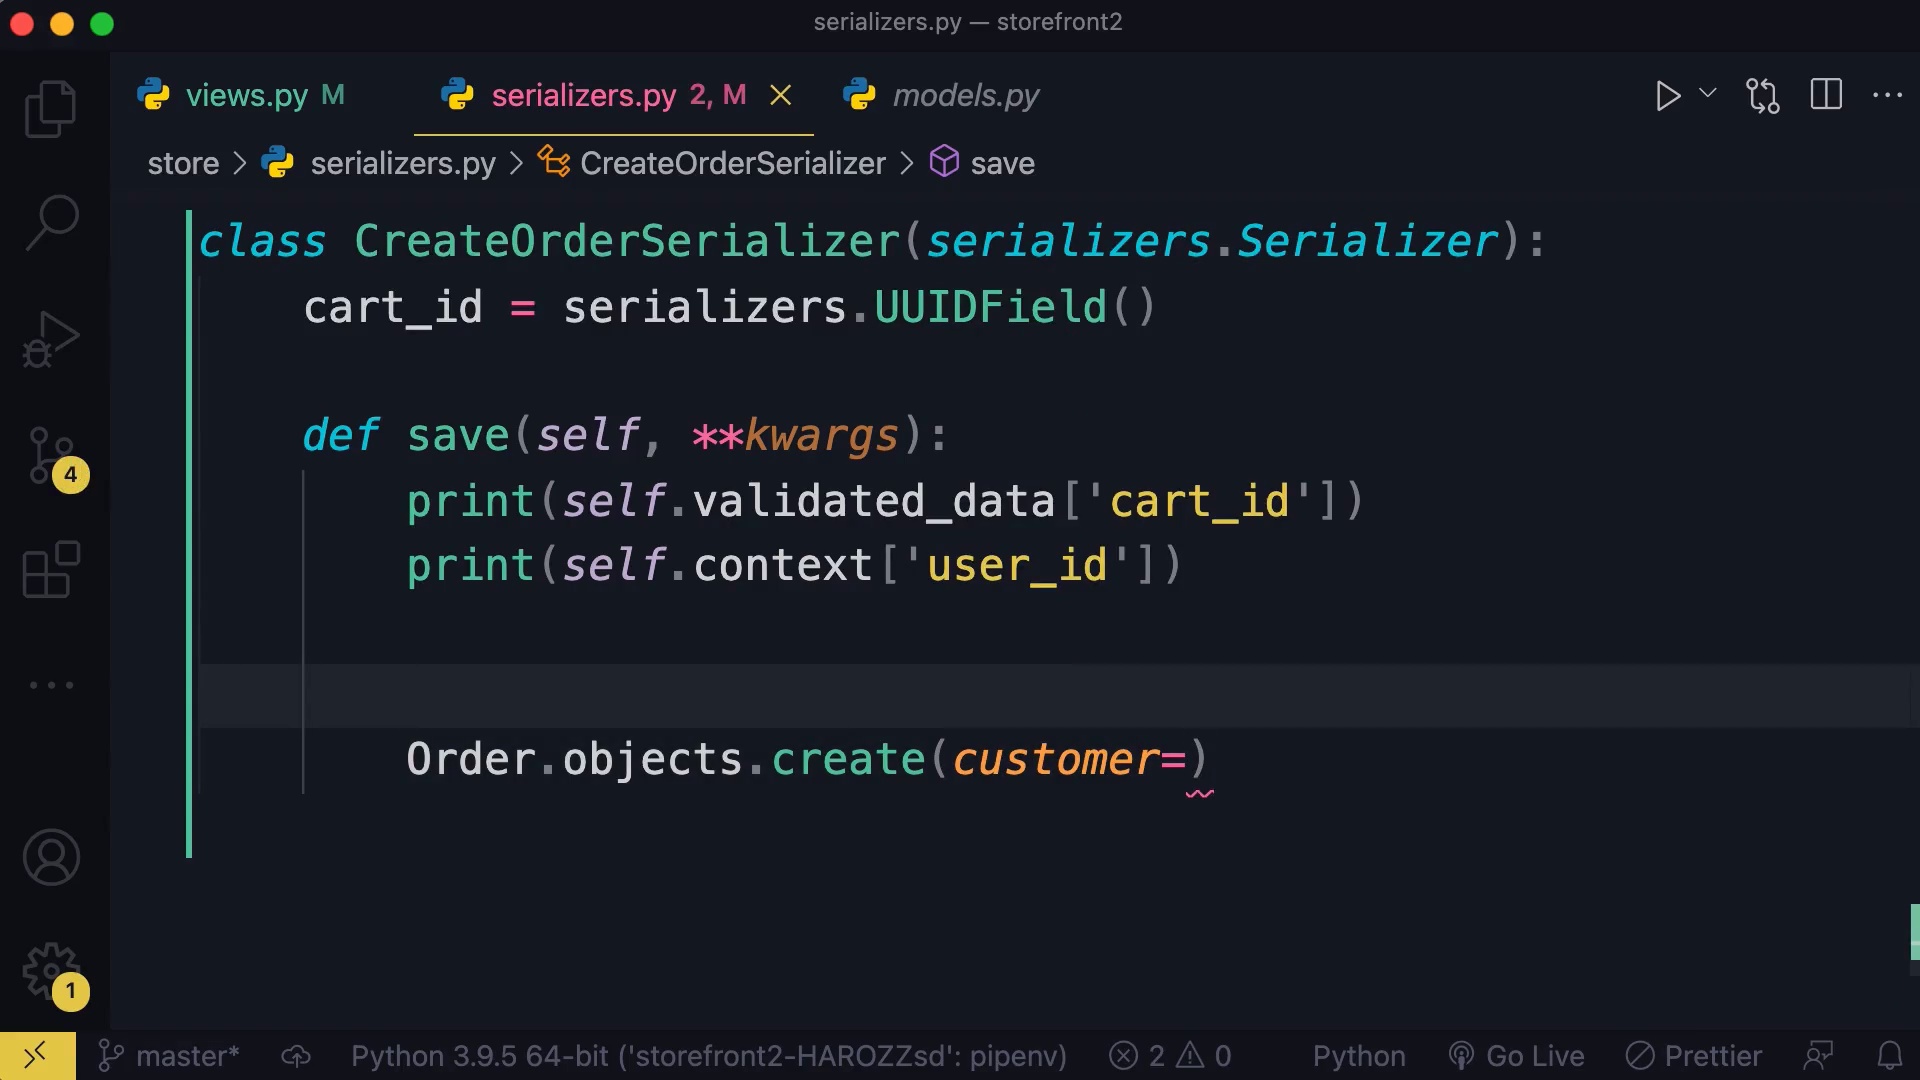 serializers.py — storefront2
views.py M
serializers.py 2, M
models.py
store > serializers.py > CreateOrderSerializer > save
class CreateOrderSerializer(serializers.Serializer):
    cart_id = serializers.UUIDField()
    def save(self, **kwargs):
        print(self.validated_data['cart_id'])
        print(self.context['user_id'])
        Order.objects.create(customer=)
4
1
master* Python 3.9.5 64-bit ('storefront2-HAROZZsd': pipenv) 2 0 Python Go Live Prettier